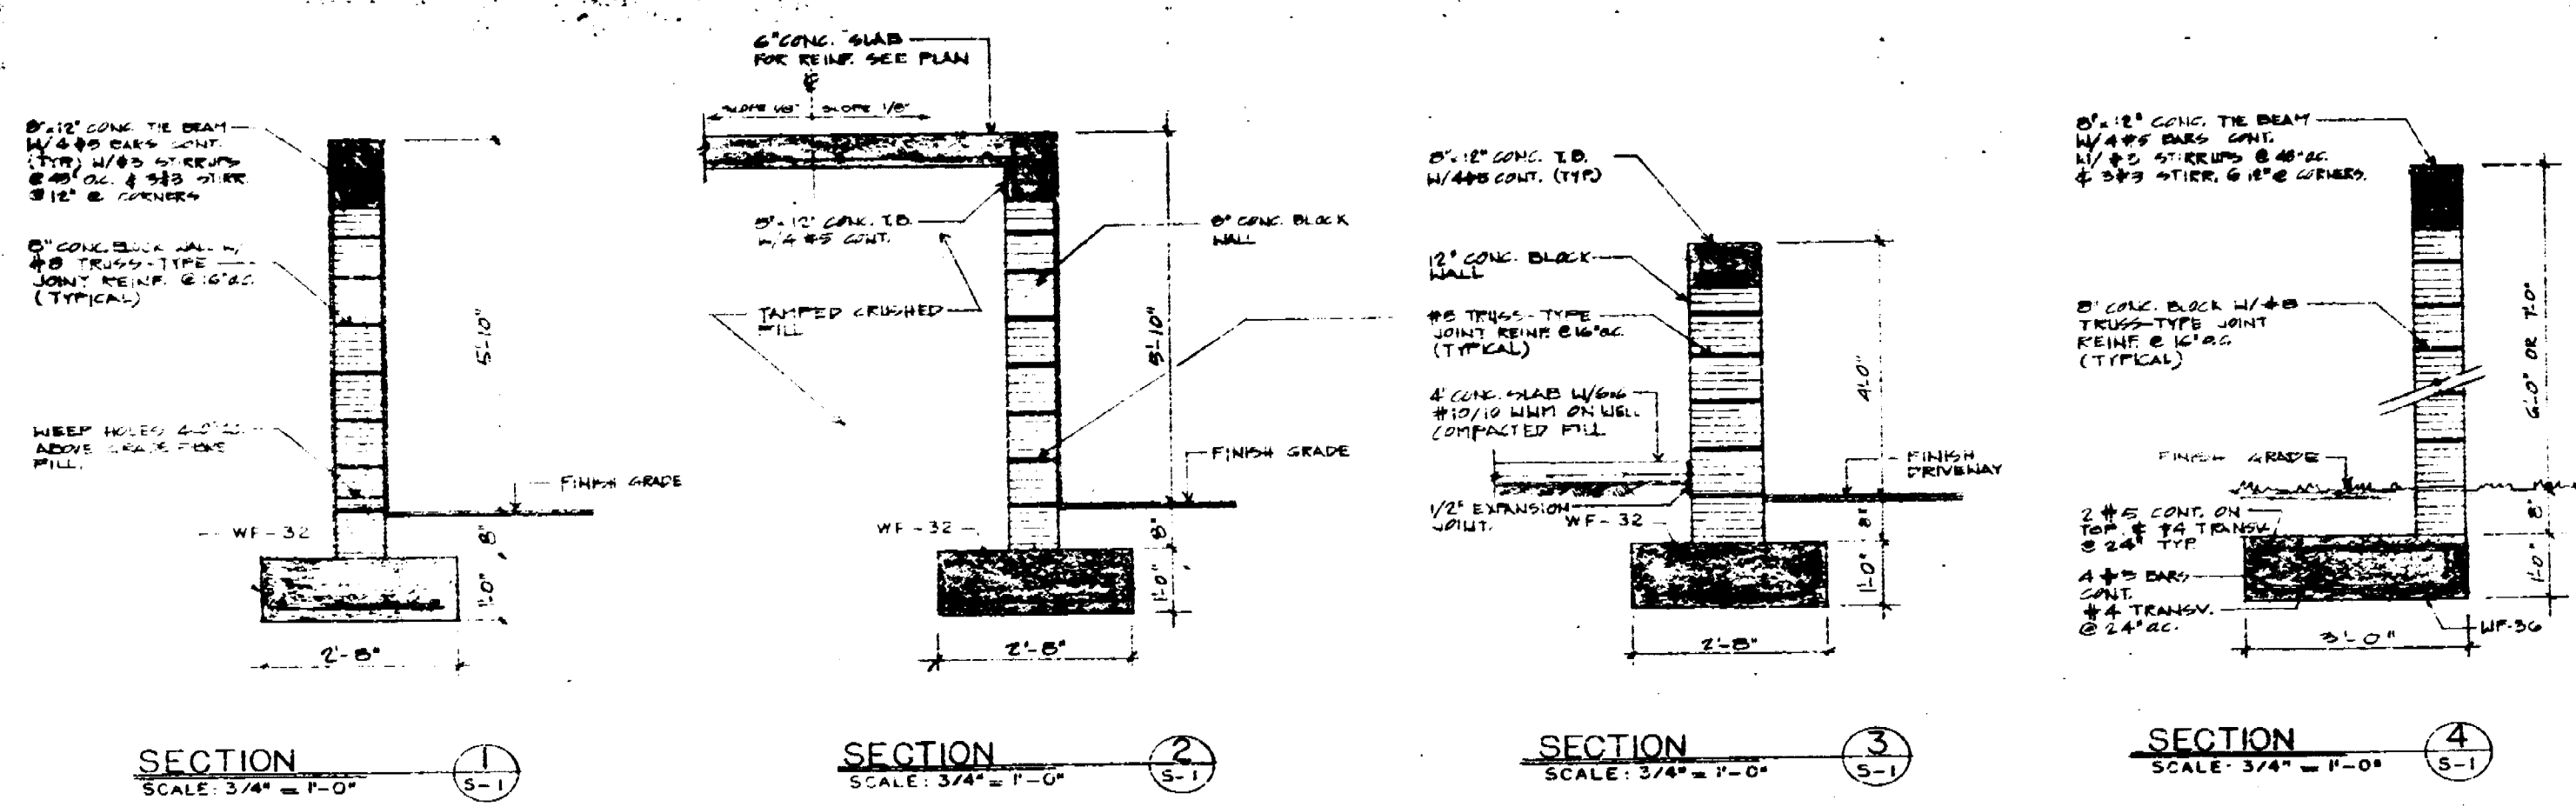 8"x12" CONC. TIE BEAM
W/4 #5 BARS CONT.
(TYP.) W/#3 STIRRUPS
@ 48" O.C. & 3#3 STIRR.
@ 12" @ CORNERS
8" CONC. BLOCK WALL W/
#8 TRUSS-TYPE
JOINT REINF. @ 16" O.C.
(TYPICAL)
WEEP HOLES 4'-0"
ABOVE GRADE
FILL.
5'-10"
FINISH GRADE
WF-32
8"
1'-0"
2'-8"
SECTION
SCALE: 3/4" = 1'-0"
1
S-1
6" CONC. SLAB
FOR REINF. SEE PLAN
SLOPE 1/8" SLOPE 1/8"
8"x12" CONC. T.B.
W/4 #5 CONT.
8" CONC. BLOCK
WALL
TAMPED CRUSHED
FILL
5'-10"
FINISH GRADE
WF-32
8"
1'-0"
2'-8"
SECTION
SCALE: 3/4" = 1'-0"
2
S-1
8"x12" CONC. T.B.
W/4#5 CONT. (TYP.)
12" CONC. BLOCK
WALL
#8 TRUSS-TYPE
JOINT REINF. @ 16" O.C.
(TYPICAL)
4" CONC. SLAB W/6x6
#10/10 WWM ON WELL
COMPACTED FILL
1/2" EXPANSION
JOINT.
WF-32
4'-0"
FINISH
DRIVEWAY
8"
1'-0"
2'-8"
SECTION
SCALE: 3/4" = 1'-0"
3
S-1
8"x12" CONC. TIE BEAM
W/4 #5 BARS CONT.
W/ #3 STIRRUPS @ 48" O.C.
& 3#3 STIRR. @ 12" @ CORNERS.
8" CONC. BLOCK W/#8
TRUSS-TYPE JOINT
REINF. @ 16" O.C.
(TYPICAL)
6'-0" OR 7'-0"
FINISH GRADE
2 #5 CONT. ON
TOP & #4 TRANSV.
@ 24" TYP.
4 #5 BARS
CONT.
#4 TRANSV.
@ 24" O.C.
8"
1'-0"
WF-36
3'-0"
SECTION
SCALE: 3/4" = 1'-0"
4
S-1